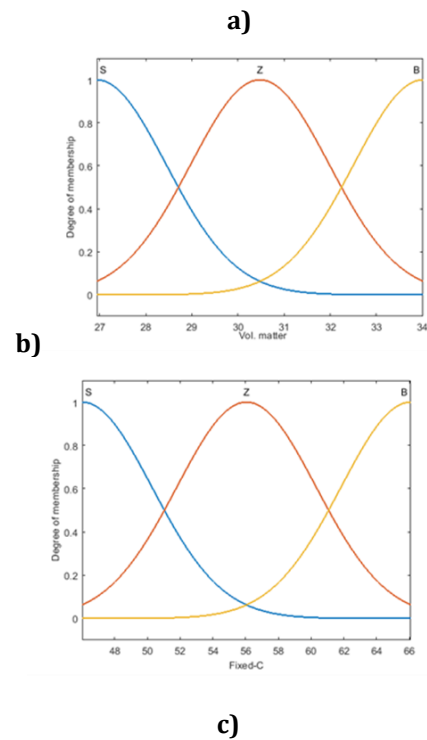 a)
S Z B
1
0.8
0.6
0.4
0.2
0
Degree of membership
27 28 29 30 31 32 33 34
Vol. matter
b)
S Z B
1
0.8
0.6
0.4
0.2
0
Degree of membership
48 50 52 54 56 58 60 62 64 66
Fixed-C
c)